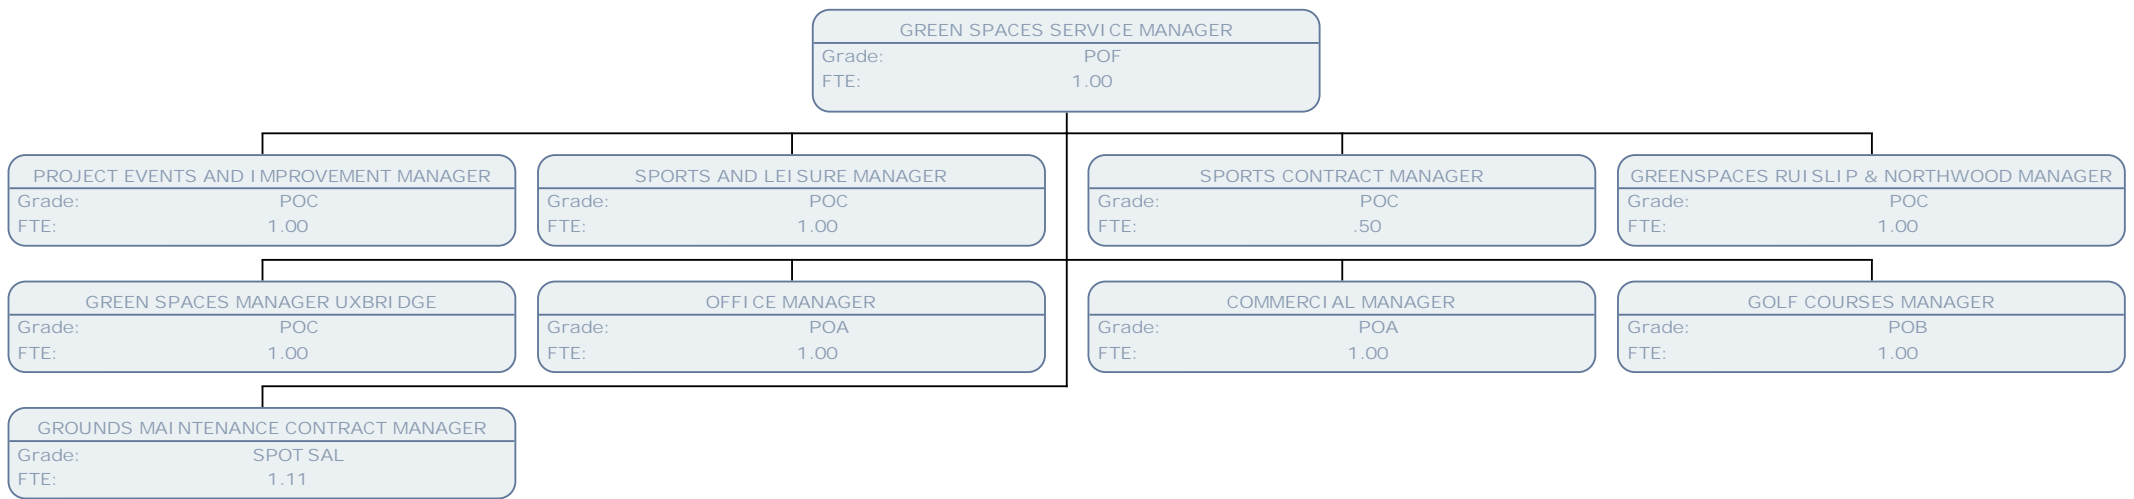 GREEN SPACES SERVICE MANAGER
Grade: POF
FTE: 1.00
PROJECT EVENTS AND IMPROVEMENT MANAGER
Grade: POC
FTE: 1.00
SPORTS AND LEISURE MANAGER
Grade: POC
FTE: 1.00
SPORTS CONTRACT MANAGER
Grade: POC
FTE: .50
GREENSPACES RUISLIP & NORTHWOOD MANAGER
Grade: POC
FTE: 1.00
GREEN SPACES MANAGER UXBRIDGE
Grade: POC
FTE: 1.00
OFFICE MANAGER
Grade: POA
FTE: 1.00
COMMERCIAL MANAGER
Grade: POA
FTE: 1.00
GOLF COURSES MANAGER
Grade: POB
FTE: 1.00
GROUNDS MAINTENANCE CONTRACT MANAGER
Grade: SPOT SAL
FTE: 1.11